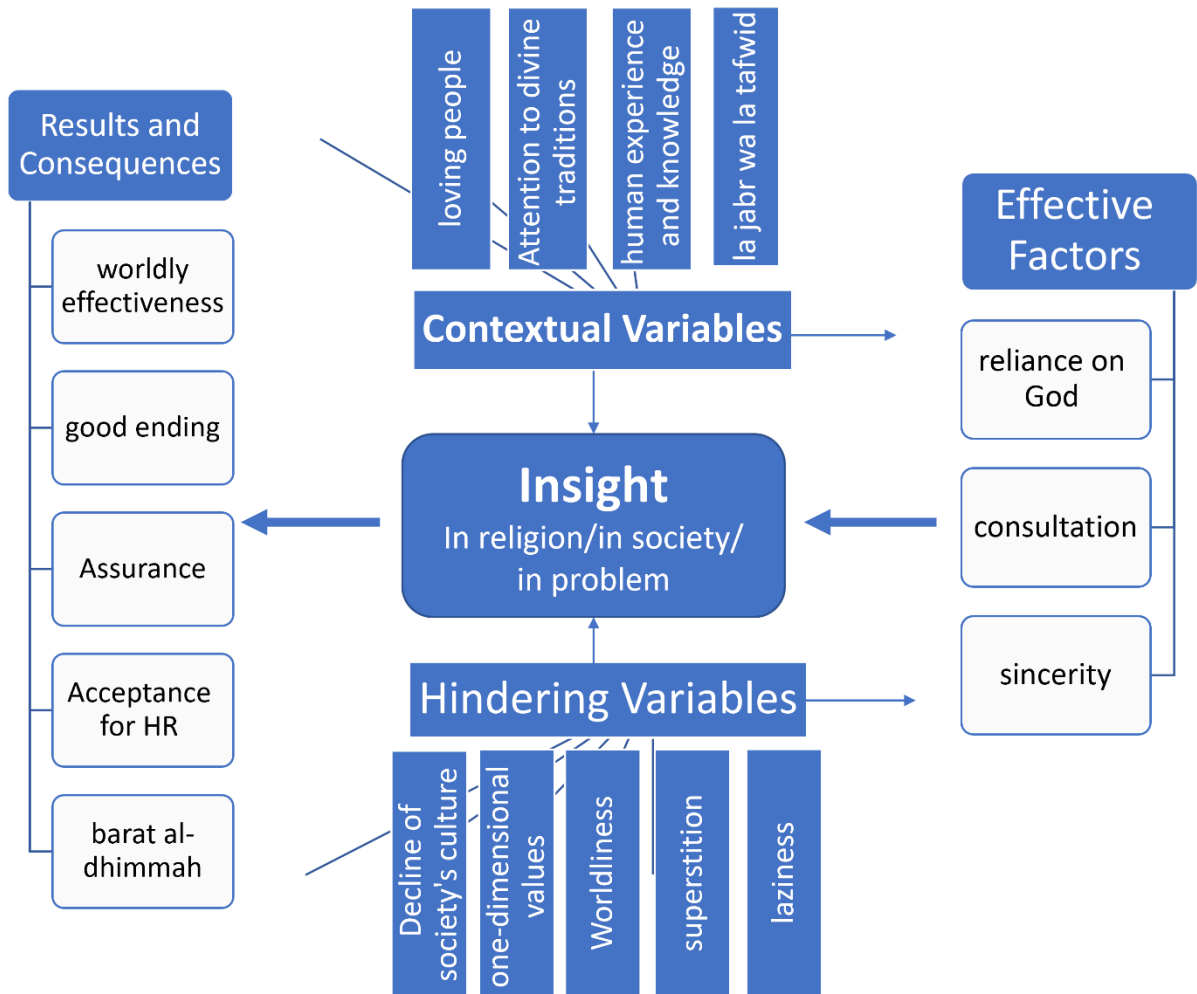 Results and
Consequences
worldly
effectiveness
good ending
Assurance
Acceptance
for HR
barat al-
dhimmah
loving people
Attention to divine
traditions
human experience
and knowledge
la jabr wa la tafwid
Contextual Variables
Insight
In religion/in society/
in problem
Hindering Variables
Decline of
society's culture
one-dimensional
values
Worldliness
superstition
laziness
Effective
Factors
reliance on
God
consultation
sincerity